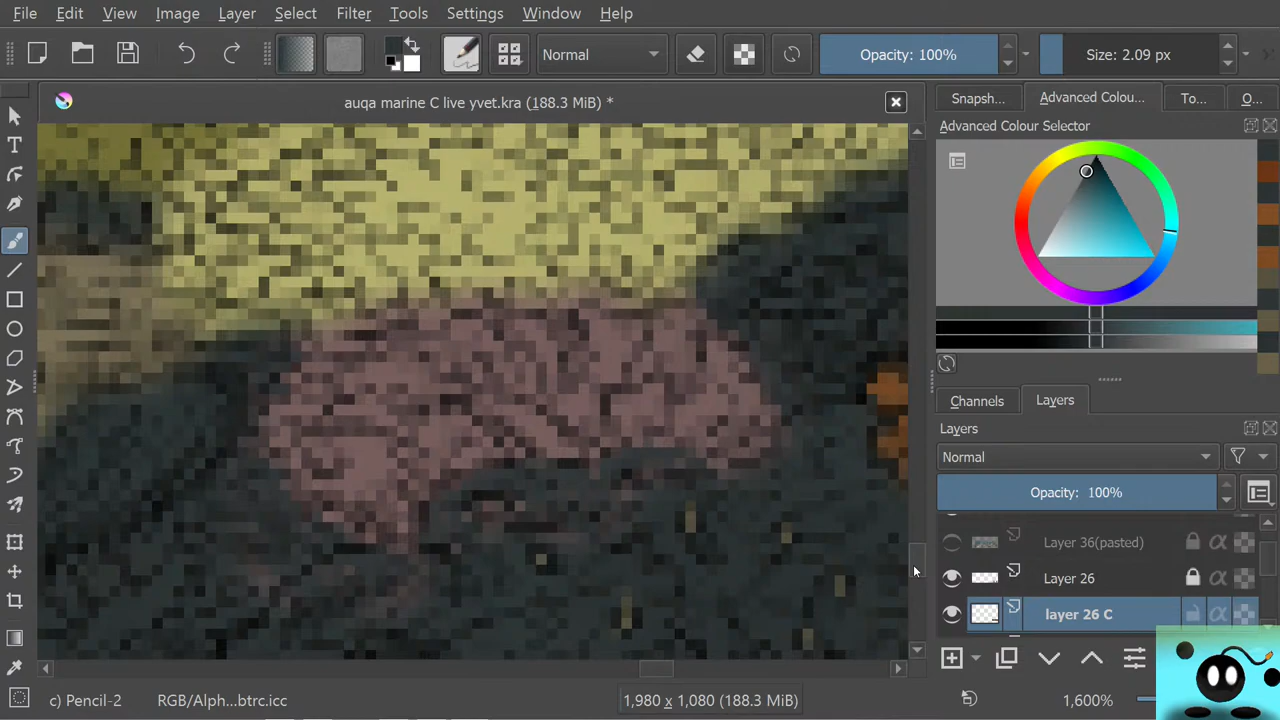 File Edit View Image Layer Select Filter Tools Settings Window Help
Normal Opacity: 100% Size: 2.09 px
auqa marine C live yvet.kra (188.3 MiB) *
Snapsh... Advanced Colou... To... O...
Advanced Colour Selector
Channels Layers
Layers
Normal
Opacity: 100%
Layer 36(pasted)
Layer 26
layer 26 C
c) Pencil-2 RGB/Alph...btrc.icc 1,980 x 1,080 (188.3 MiB) 1,600%